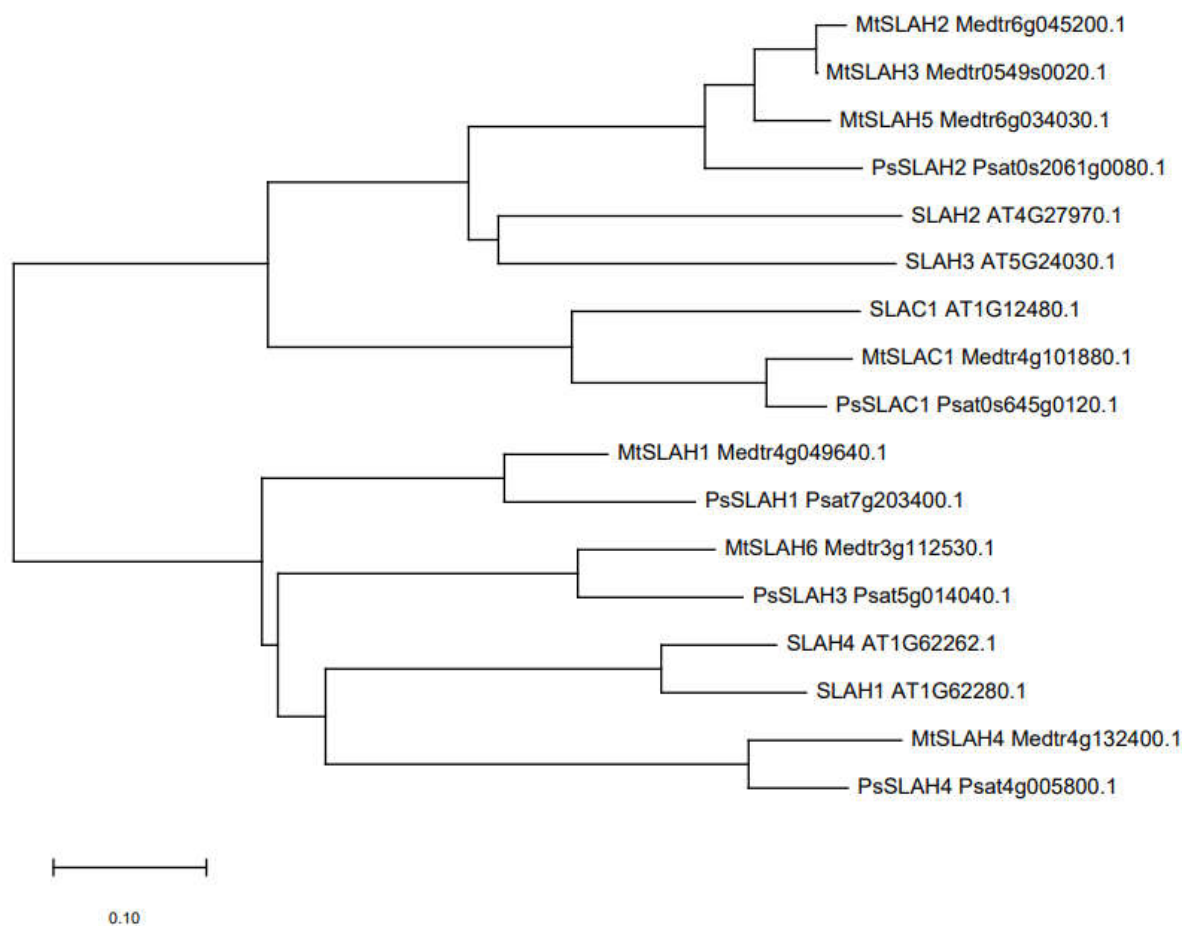 MtSLAH2 Medtr6g045200.1
MtSLAH3 Medtr0549s0020.1
MtSLAH5 Medtr6g034030.1
PsSLAH2 Psat0s2061g0080.1
SLAH2 AT4G27970.1
SLAH3 AT5G24030.1
SLAC1 AT1G12480.1
MtSLAC1 Medtr4g101880.1
PsSLAC1 Psat0s645g0120.1
MtSLAH1 Medtr4g049640.1
PsSLAH1 Psat7g203400.1
MtSLAH6 Medtr3g112530.1
PsSLAH3 Psat5g014040.1
SLAH4 AT1G62262.1
SLAH1 AT1G62280.1
MtSLAH4 Medtr4g132400.1
PsSLAH4 Psat4g005800.1
0.10